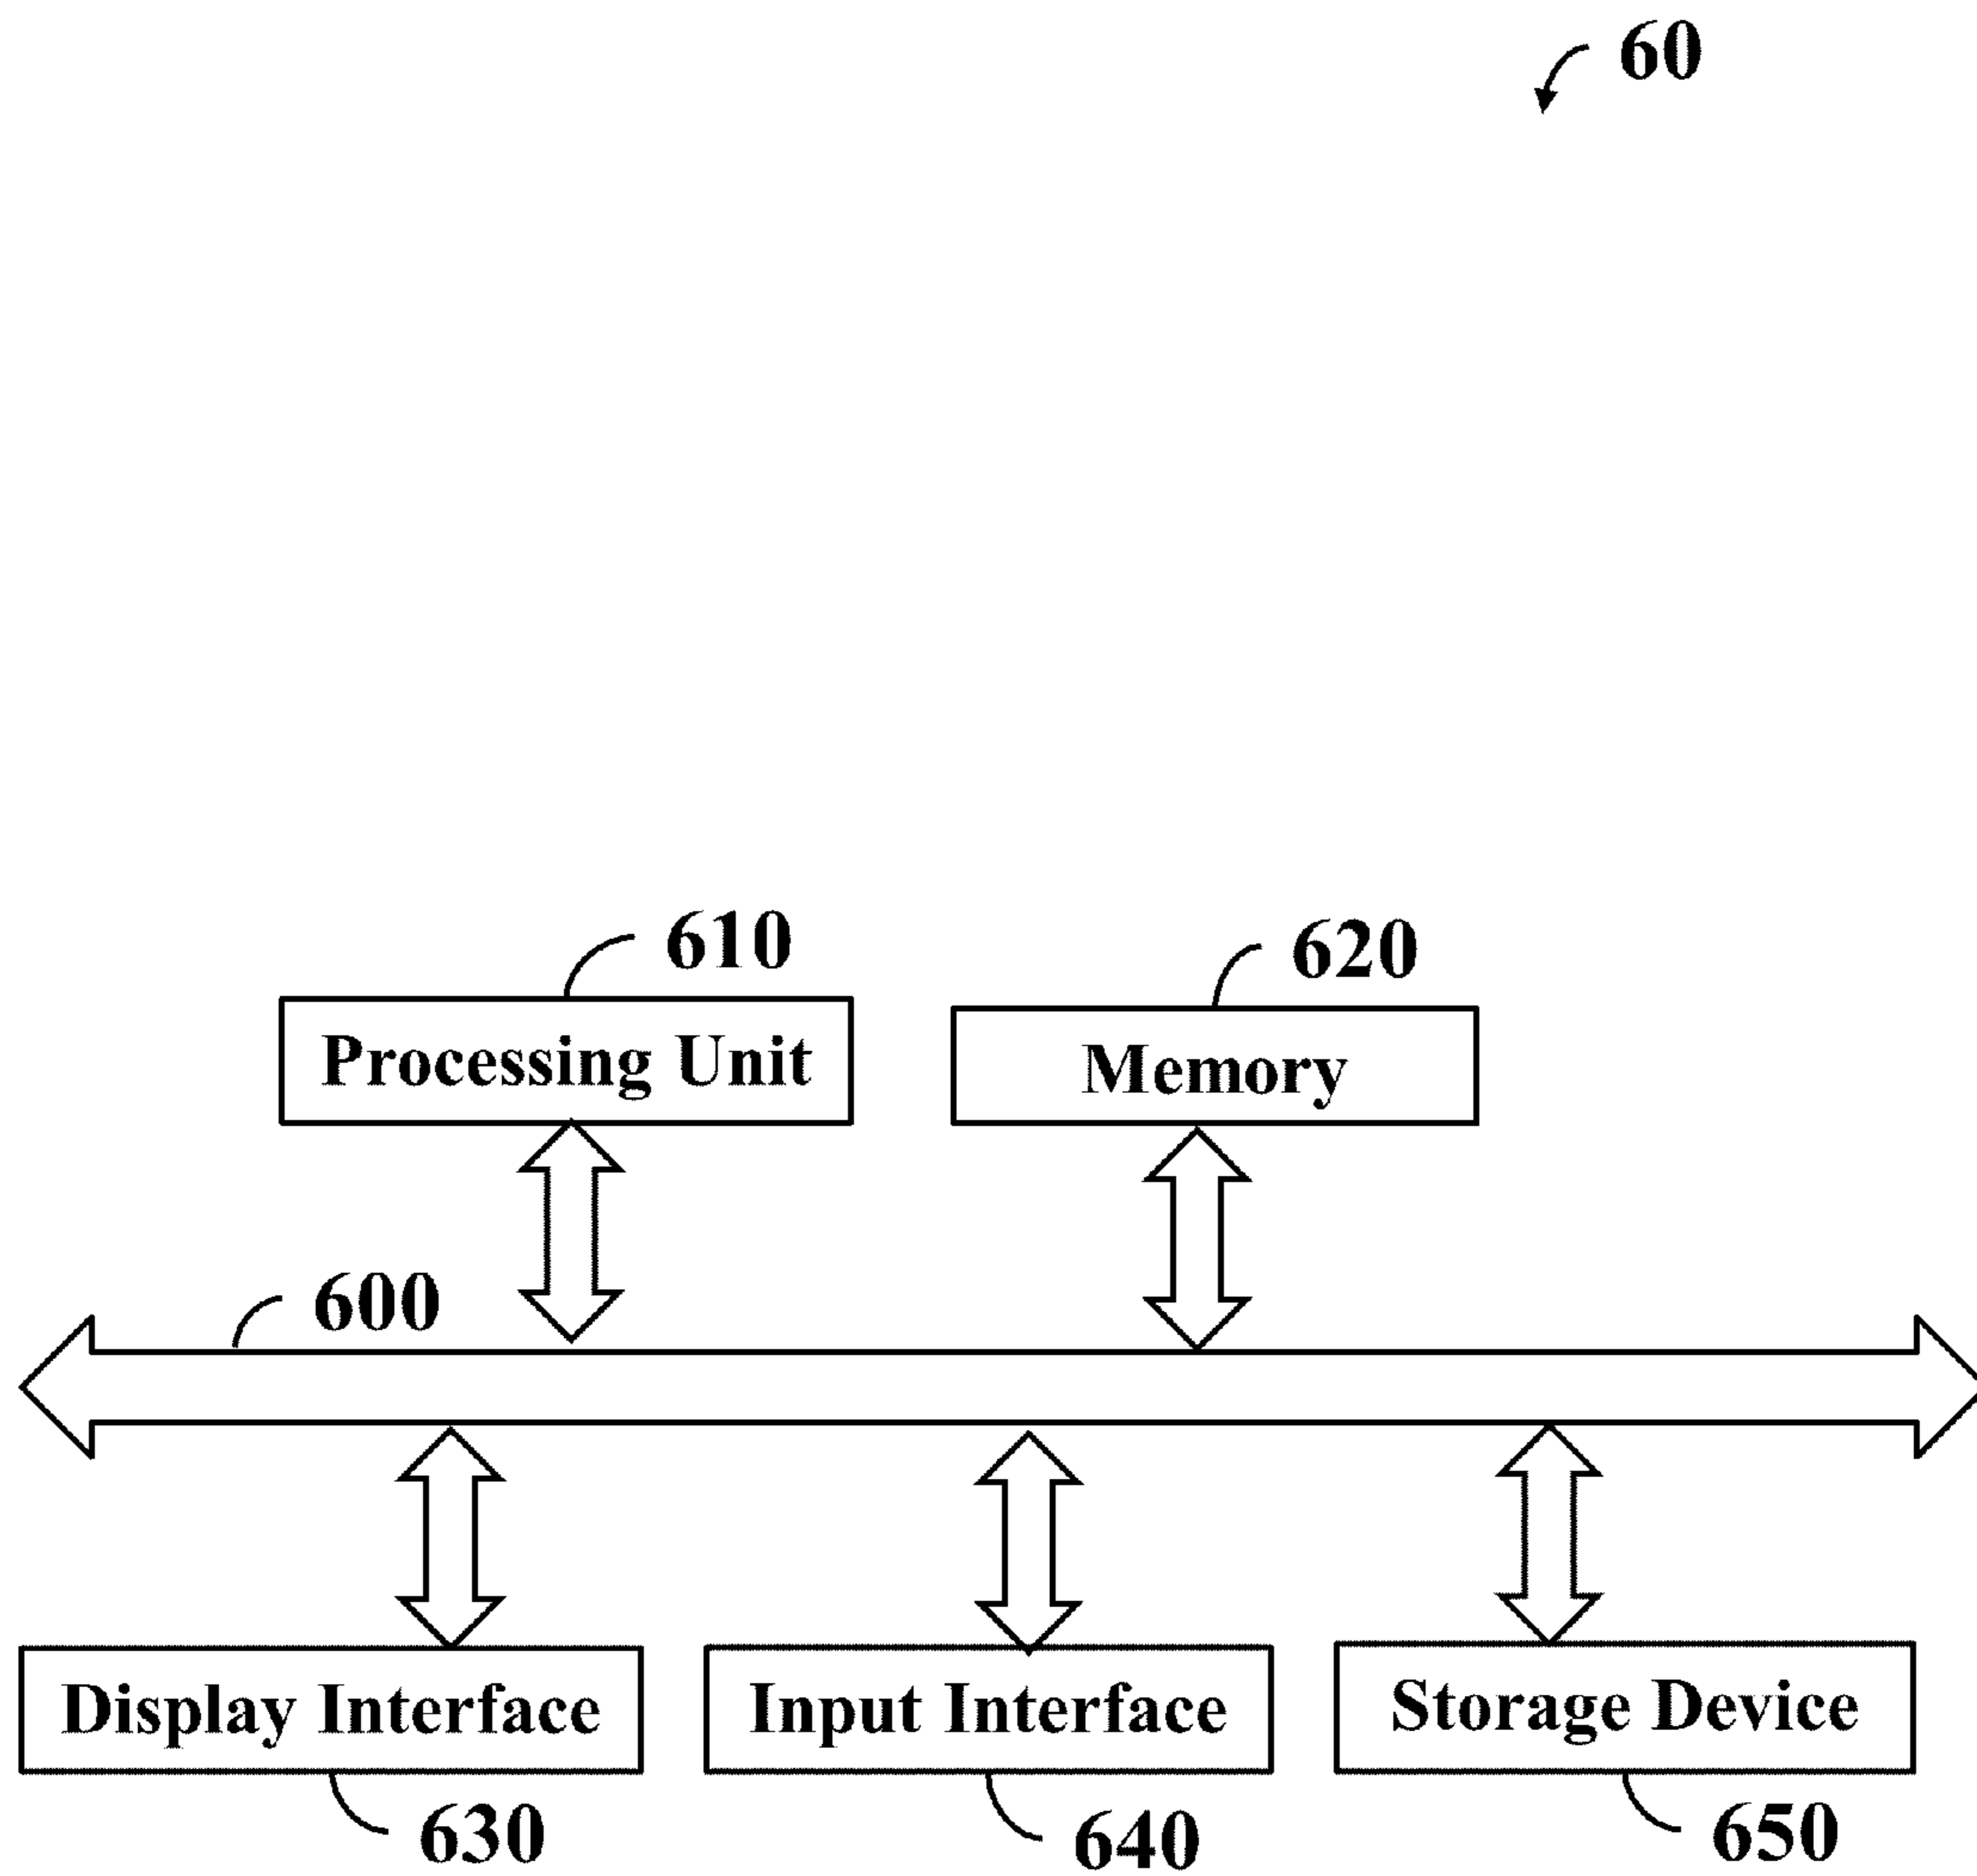 60
610
620
Processing Unit
Memory
600
Display Interface
Input Interface
Storage Device
630
640
650